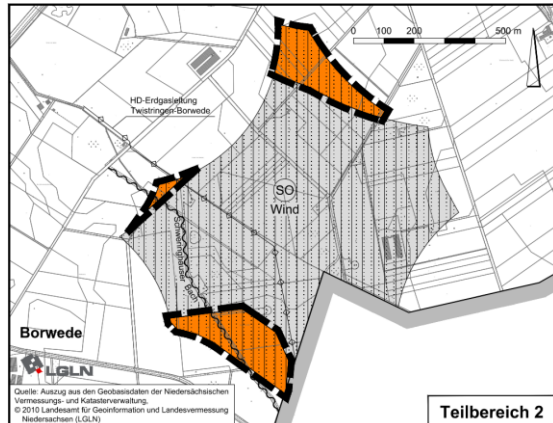 0 100 200 500 m
HD-Erdgasleitung
Twistringen-Borwede
SO
Wind
Borwede
LGLN
Quelle: Auszug aus den Geobasisdaten der Niedersächsischen
Vermessungs- und Katasterverwaltung,
© 2010 Landesamt für Geoinformation und Landesvermessung
Niedersachsen (LGLN)
Teilbereich 2